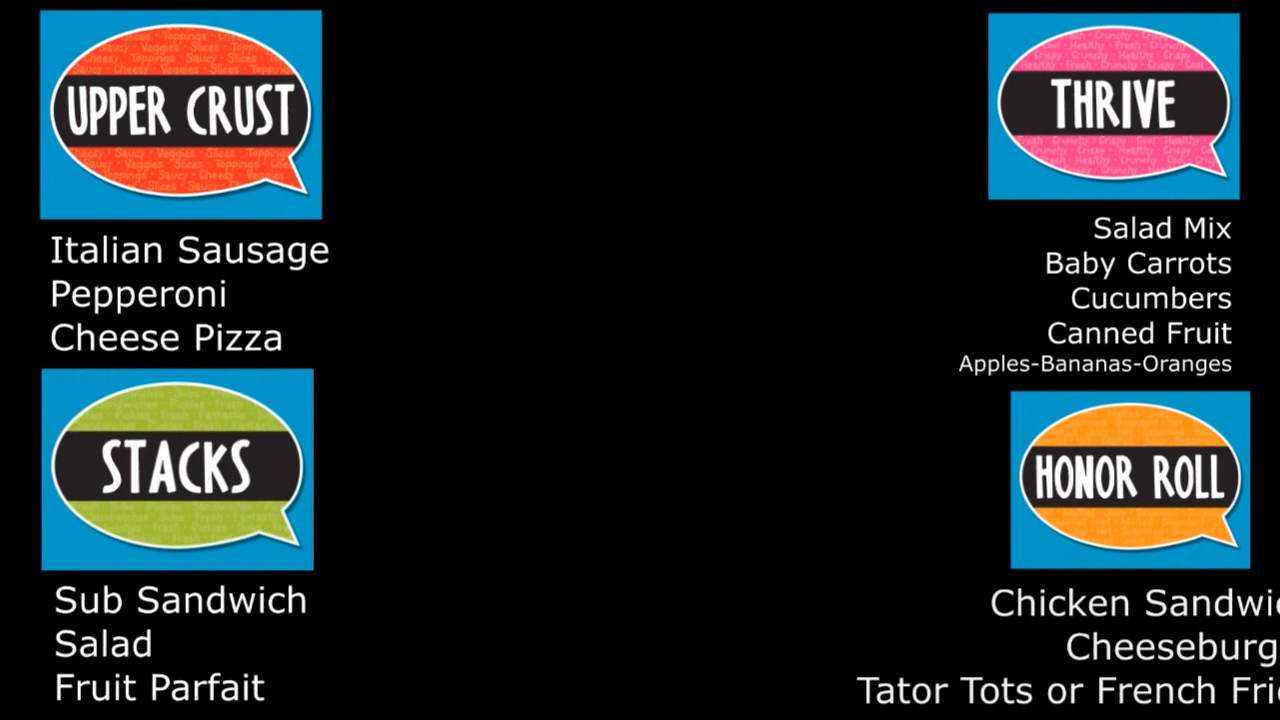 UPPER CRUST
Italian Sausage
Pepperoni
Cheese Pizza
STACKS
Sub Sandwich
Salad
Fruit Parfait
THRIVE
Salad Mix
Baby Carrots
Cucumbers
Canned Fruit
Apples-Bananas-Oranges
HONOR ROLL
Chicken Sandwi
Cheeseburg
Tator Tots or French Fri